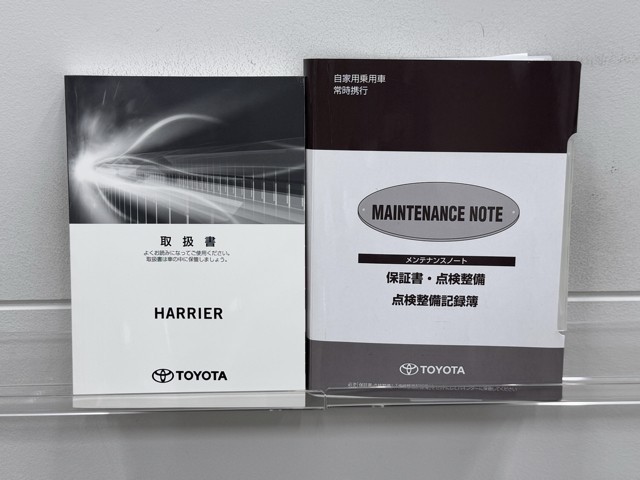 取扱書
よくお読みになってご使用ください。
取扱書は車の中に保管しましょう。
HARRIER
TOYOTA
自家用乗用車
常時携行
MAINTENANCE NOTE
メンテナンスノート
保証書・点検整備
点検整備記録簿
TOYOTA